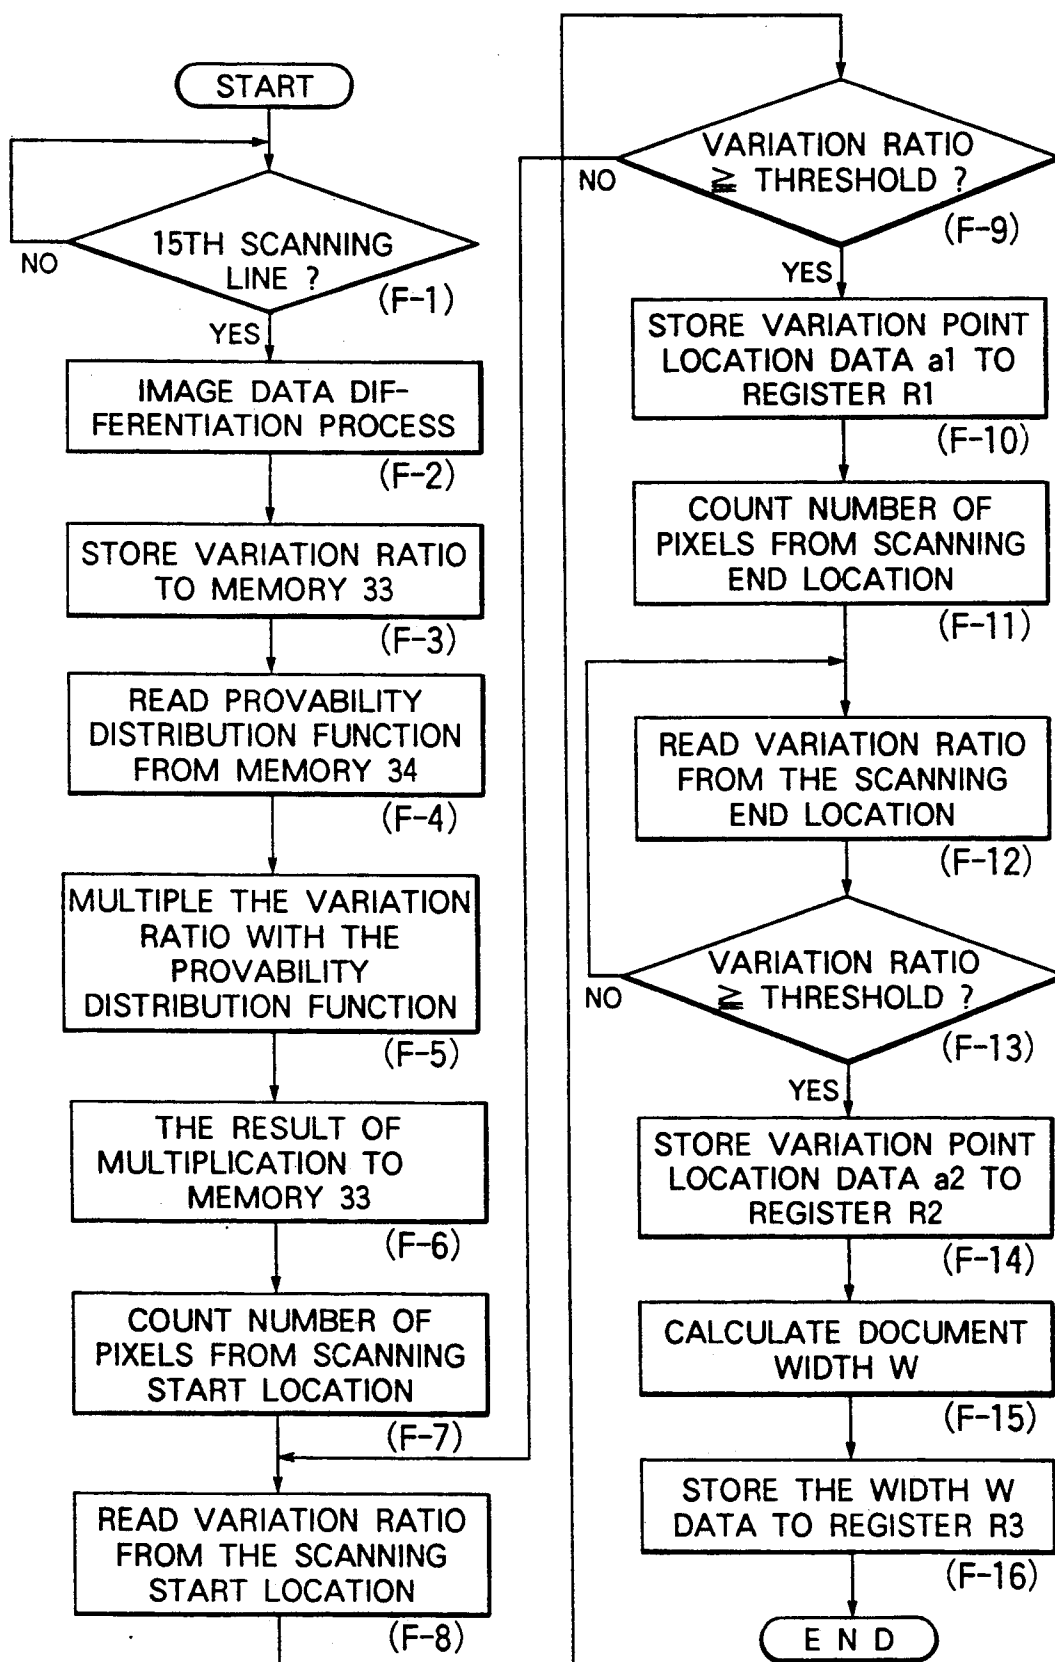 START
15TH SCANNING
LINE ?
NO
(F-1)
YES
IMAGE DATA DIF-
FERENTIATION PROCESS
(F-2)
STORE VARIATION RATIO
TO MEMORY 33
(F-3)
READ PROVABILITY
DISTRIBUTION FUNCTION
FROM MEMORY 34
(F-4)
MULTIPLE THE VARIATION
RATIO WITH THE
PROVABILITY
DISTRIBUTION FUNCTION
(F-5)
THE RESULT OF
MULTIPLICATION TO
MEMORY 33
(F-6)
COUNT NUMBER OF
PIXELS FROM SCANNING
START LOCATION
(F-7)
READ VARIATION RATIO
FROM THE SCANNING
START LOCATION
(F-8)
VARIATION RATIO
≧ THRESHOLD ?
NO
(F-9)
YES
STORE VARIATION POINT
LOCATION DATA a1 TO
REGISTER R1
(F-10)
COUNT NUMBER OF
PIXELS FROM SCANNING
END LOCATION
(F-11)
READ VARIATION RATIO
FROM THE SCANNING
END LOCATION
(F-12)
VARIATION RATIO
≧ THRESHOLD ?
NO
(F-13)
YES
STORE VARIATION POINT
LOCATION DATA a2 TO
REGISTER R2
(F-14)
CALCULATE DOCUMENT
WIDTH W
(F-15)
STORE THE WIDTH W
DATA TO REGISTER R3
(F-16)
END